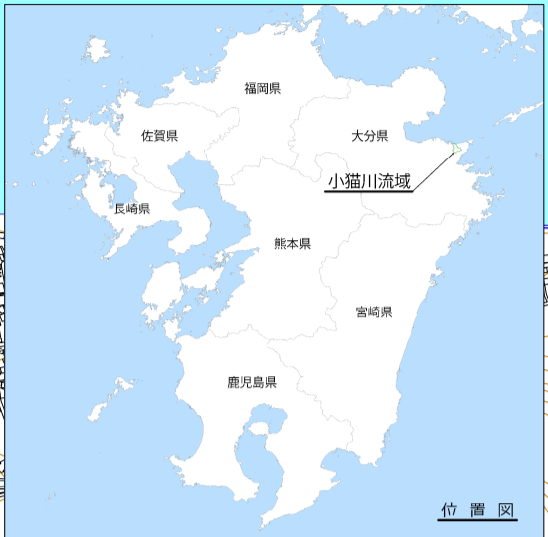 福岡県
佐賀県
大分県
小猫川流域
長崎県
熊本県
宮崎県
鹿児島県
位置図